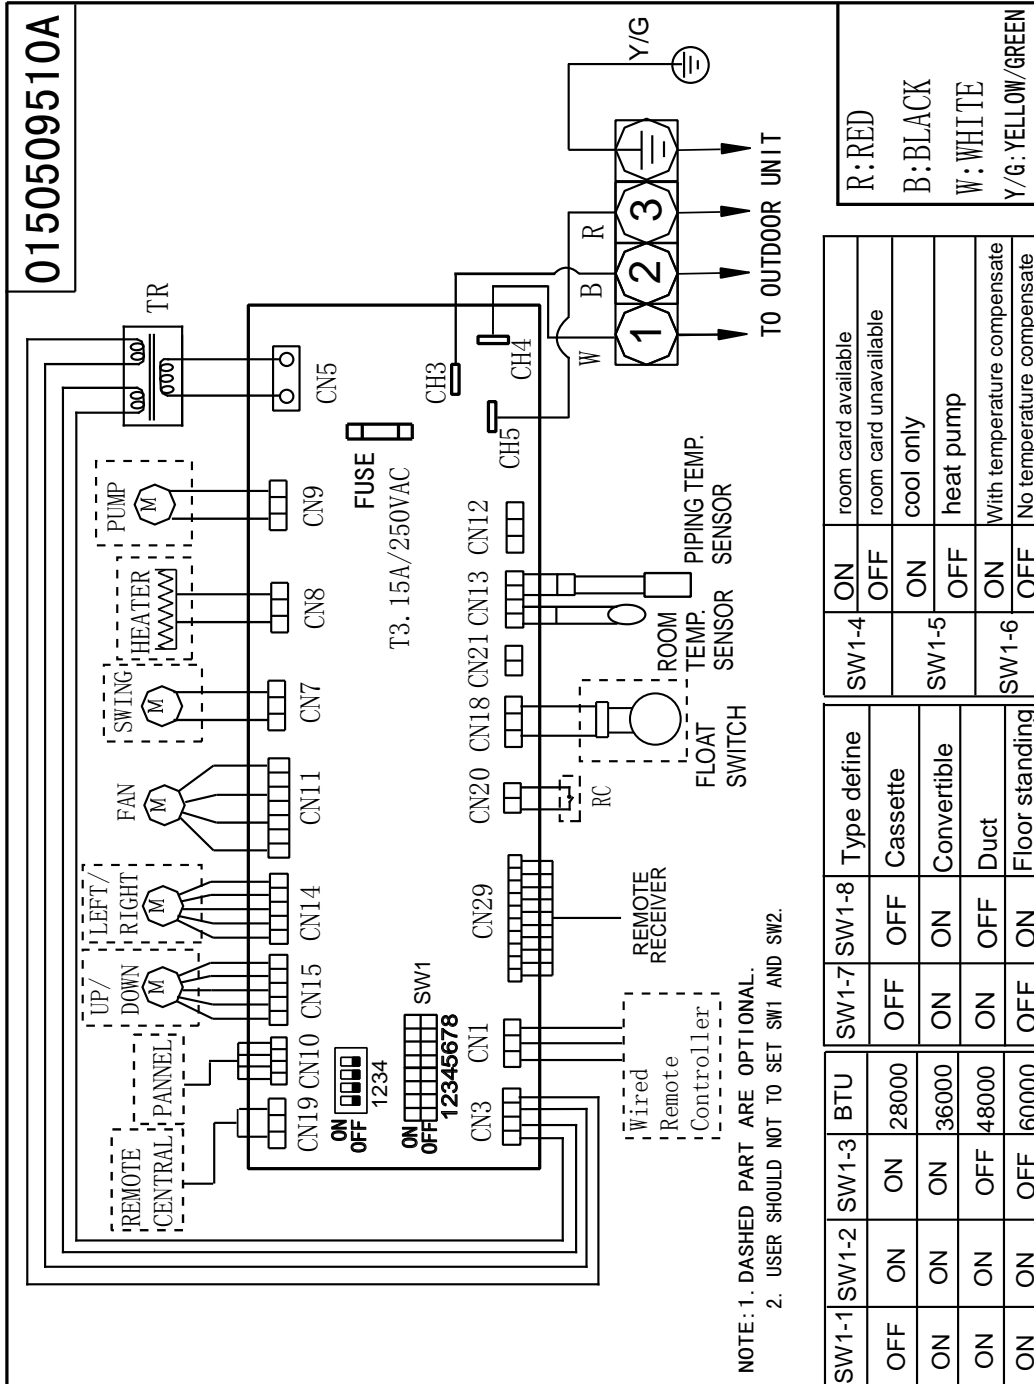 0150509510A
TR
PUMP
M
HEATER
SWING
M
FAN
M
LEFT/
RIGHT
M
UP/
DOWN
M
PANNEL
REMOTE
CENTRAL
CN5
CN9
CN8
CN7
CN11
CN14
CN15
CN10
CN19
FUSE
T3.15A/250VAC
ON
OFF
1234
ON
OFF
SW1
12345678
CH3
CH4
CH5
CN12
CN13
CN21
CN18
CN20
CN29
CN1
CN3
Y/G
W
B
R
1
2
3
TO OUTDOOR UNIT
PIPING TEMP.
SENSOR
ROOM
TEMP.
SENSOR
FLOAT
SWITCH
RC
REMOTE
RECEIVER
Wired
Remote
Controller
NOTE:1. DASHED PART ARE OPTIONAL.
2. USER SHOULD NOT TO SET SW1 AND SW2.
SW1-1 SW1-2 SW1-3 BTU
OFF ON ON 28000
ON ON ON 36000
ON ON OFF 48000
ON ON OFF 60000
SW1-7 SW1-8 Type define
OFF OFF Cassette
ON ON Convertible
ON OFF Duct
OFF ON Floor standing
SW1-4 ON room card available
OFF room card unavailable
SW1-5 ON cool only
OFF heat pump
SW1-6 ON With temperature compensate
OFF No temperature compensate
R:RED
B:BLACK
W:WHITE
Y/G:YELLOW/GREEN